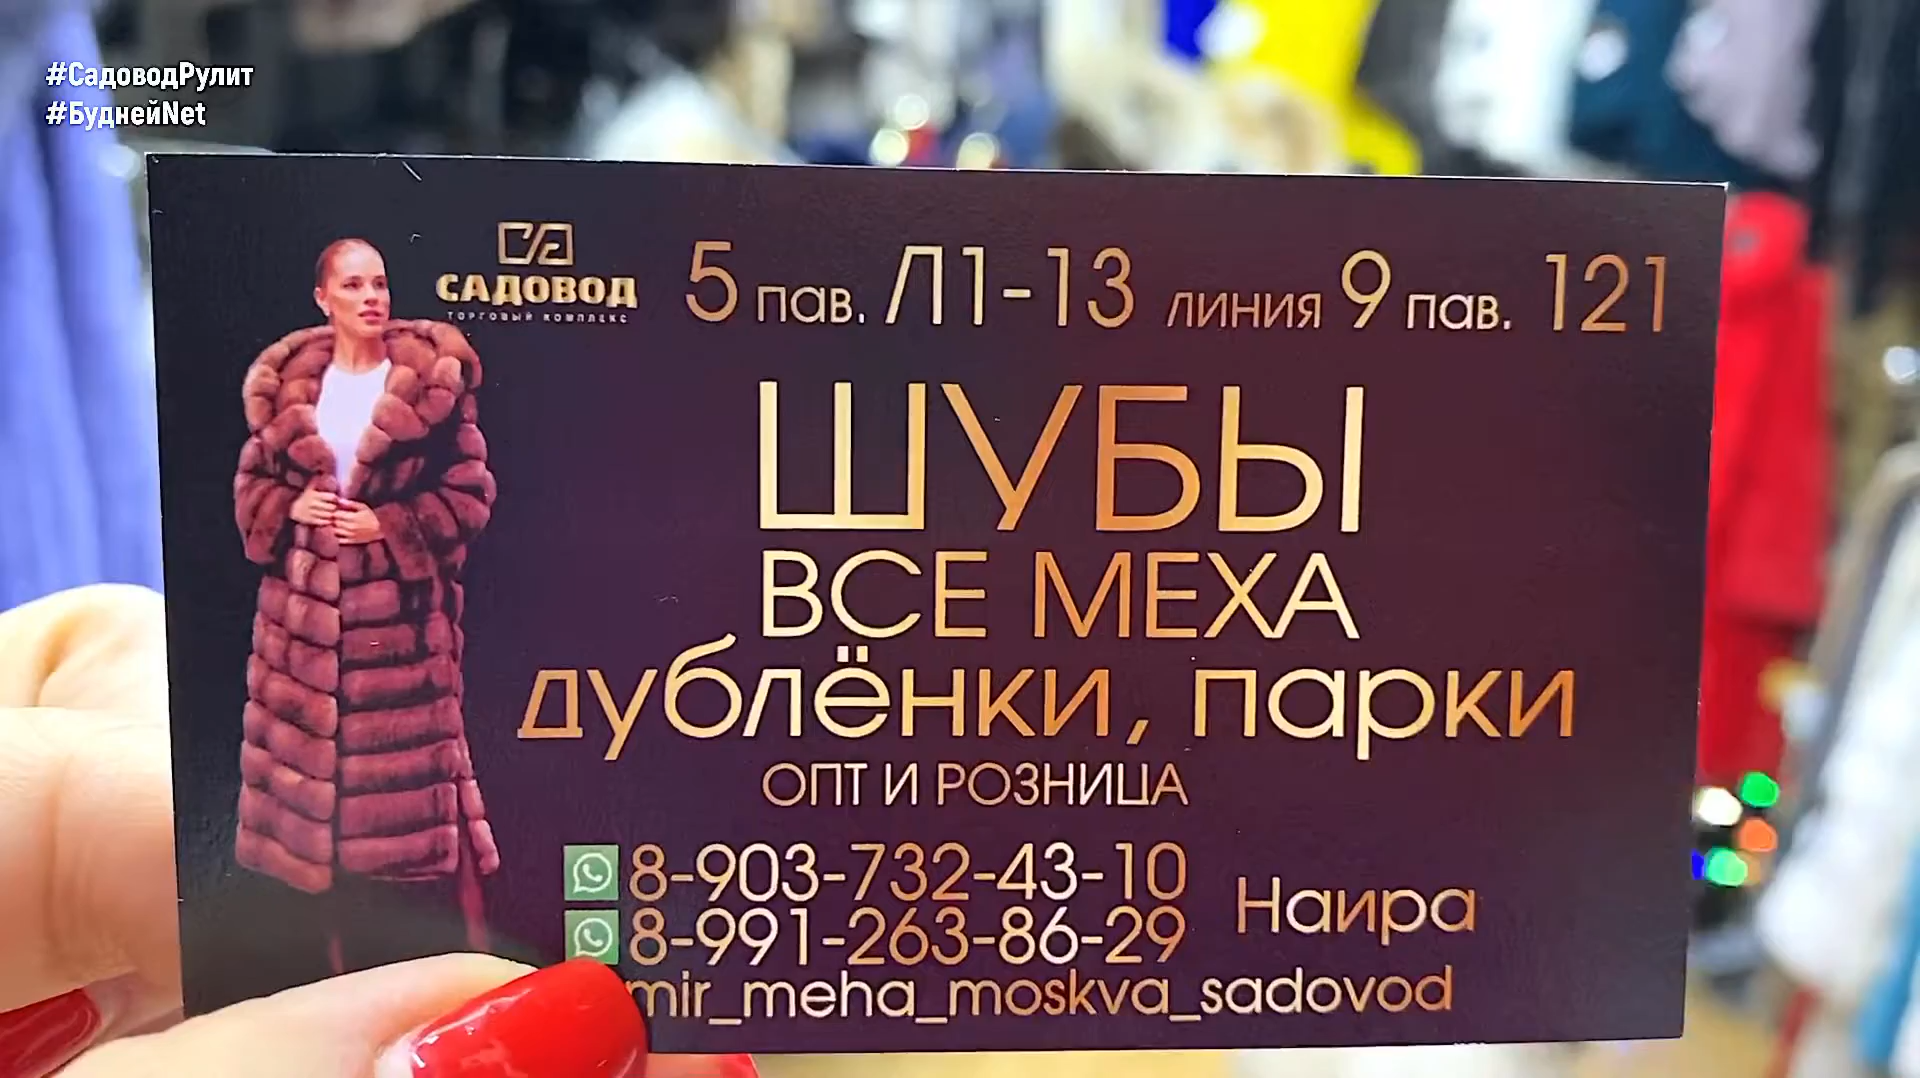 #СадоводРулит
#БуднейNet
САДОВОД
ТОРГОВЫЙ КОМПЛЕКС
5 пав. Л1-13 линия 9 пав. 121
ШУБЫ
ВСЕ МЕХА
дублёнки, парки
ОПТ И РОЗНИЦА
8-903-732-43-10
8-991-263-86-29
Наира
mir_meha_moskva_sadovod